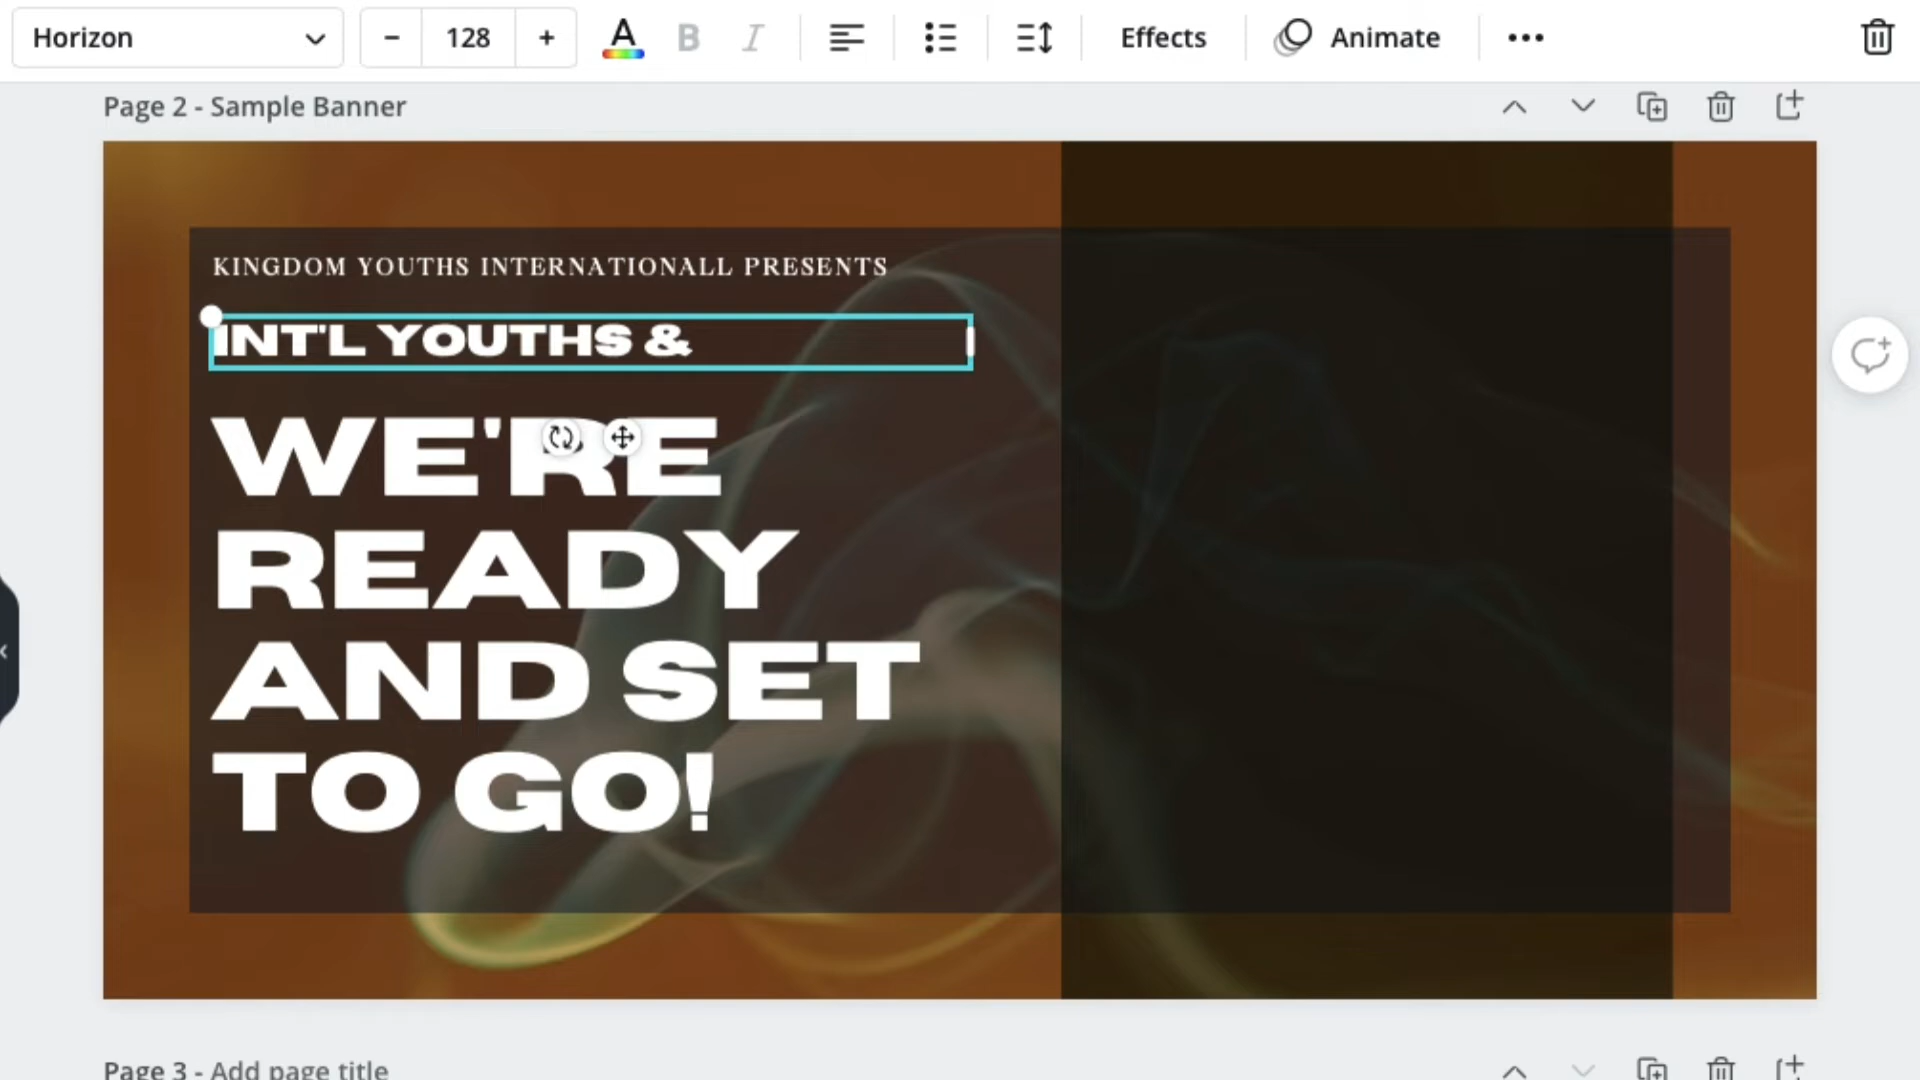 Horizon
128
A
B
I
Effects
Animate
Page 2 - Sample Banner
KINGDOM YOUTHS INTERNATIONALL PRESENTS
INT'L YOUTHS &
WE'RE
READY
AND SET
TO GO!
Page 3 - Add page title